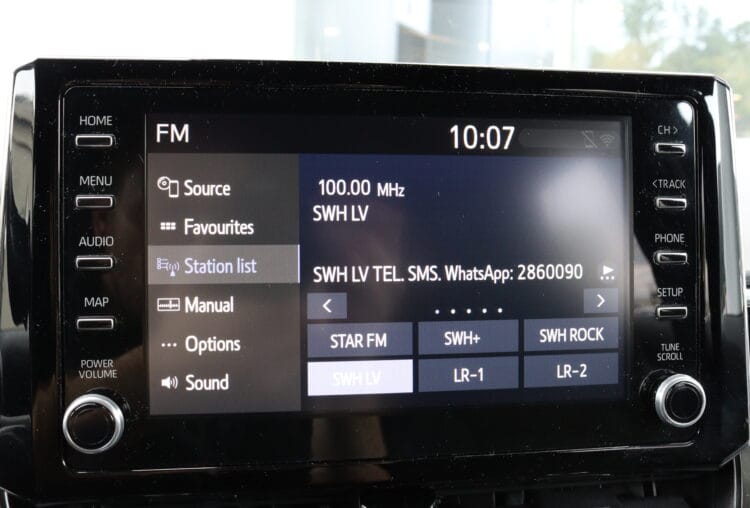 HOME
MENU
AUDIO
MAP
POWER
VOLUME
FM
10:07
Source
Favourites
Station list
Manual
Options
Sound
100.00 MHz
SWH LV
SWH LV TEL. SMS. WhatsApp: 2860090
<
>
STAR FM
SWH+
SWH ROCK
SWH LV
LR-1
LR-2
CH >
< TRACK
PHONE
SETUP
TUNE
SCROLL